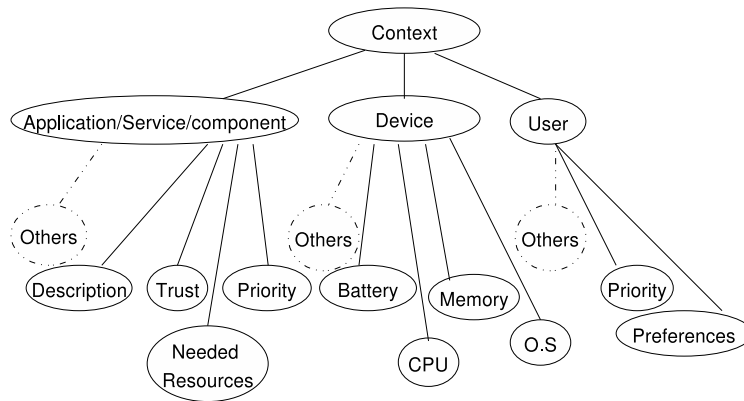 Context
Application/Service/component
Device
User
Others
Others
Others
Description
Trust
Priority
Battery
Memory
Priority
Preferences
Needed
Resources
CPU
O.S